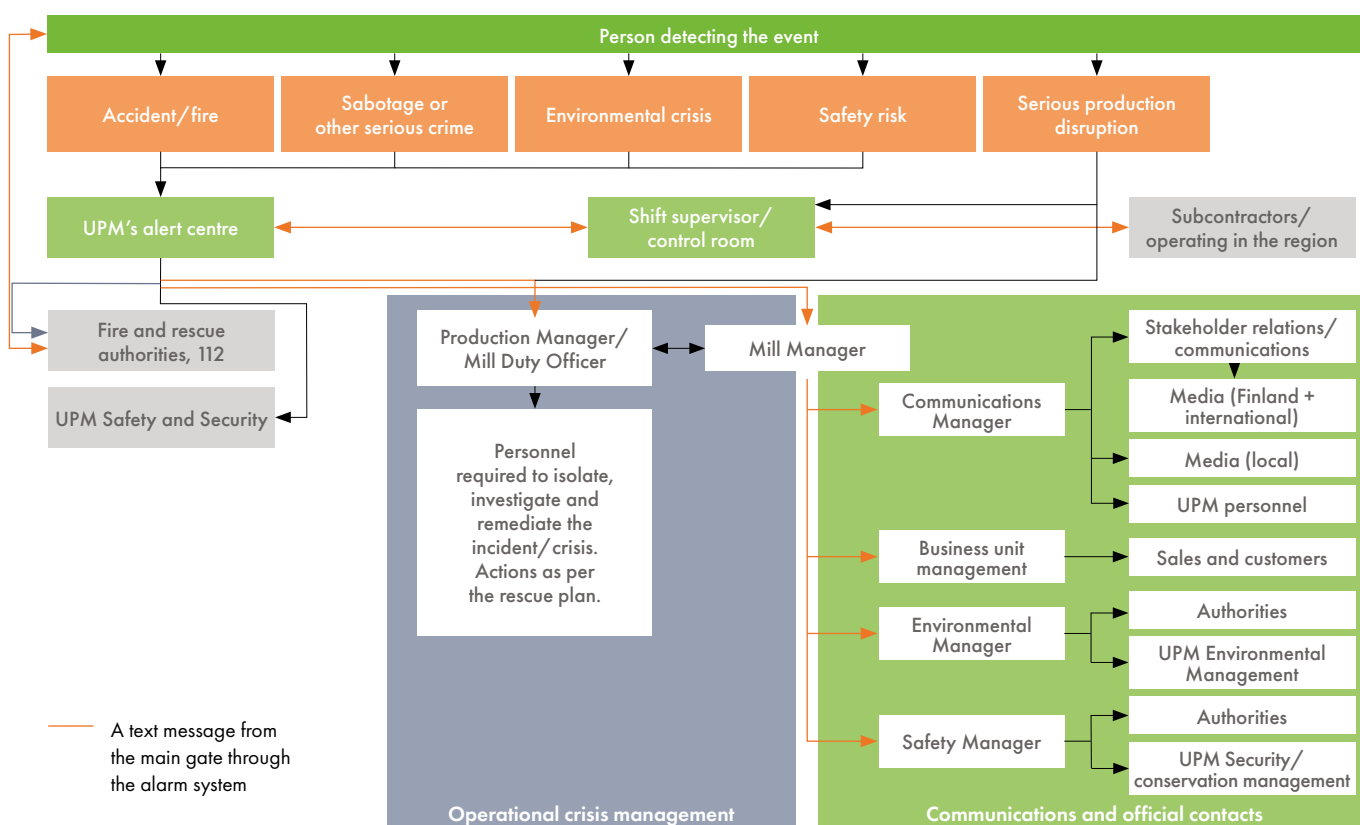 Person detecting the event
Accident/fire
Sabotage or
other serious crime
Environmental crisis
Safety risk
Serious production
disruption
UPM's alert centre
Shift supervisor/
control room
Subcontractors/
operating in the region
Fire and rescue
authorities, 112
UPM Safety and Security
Production Manager/
Mill Duty Officer
Mill Manager
Personnel
required to isolate,
investigate and
remediate the
incident/crisis.
Actions as per
the rescue plan.
Communications
Manager
Stakeholder relations/
communications
Media (Finland +
international)
Media (local)
UPM personnel
Business unit
management
Sales and customers
Environmental
Manager
Authorities
UPM Environmental
Management
Safety Manager
Authorities
UPM Security/
conservation management
A text message from
the main gate through
the alarm system
Operational crisis management
Communications and official contacts